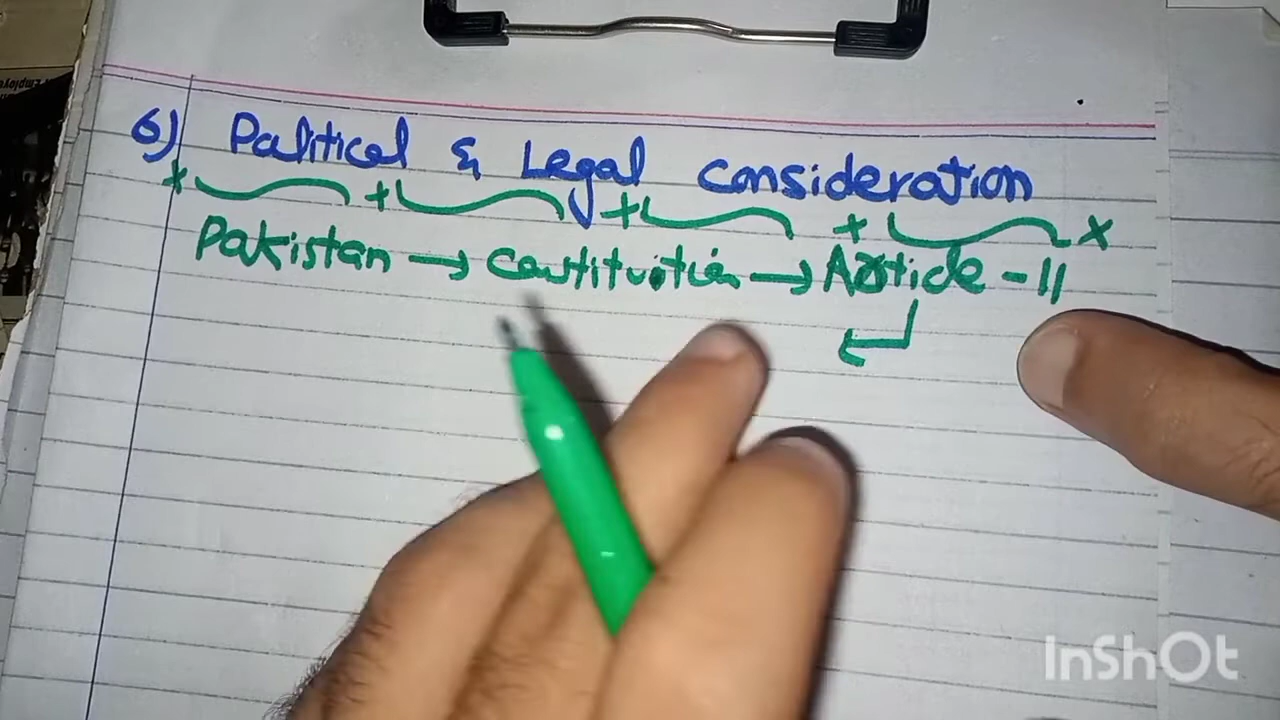 6) Political & Legal consideration
Pakistan → constitution → Article - 11
InShOt